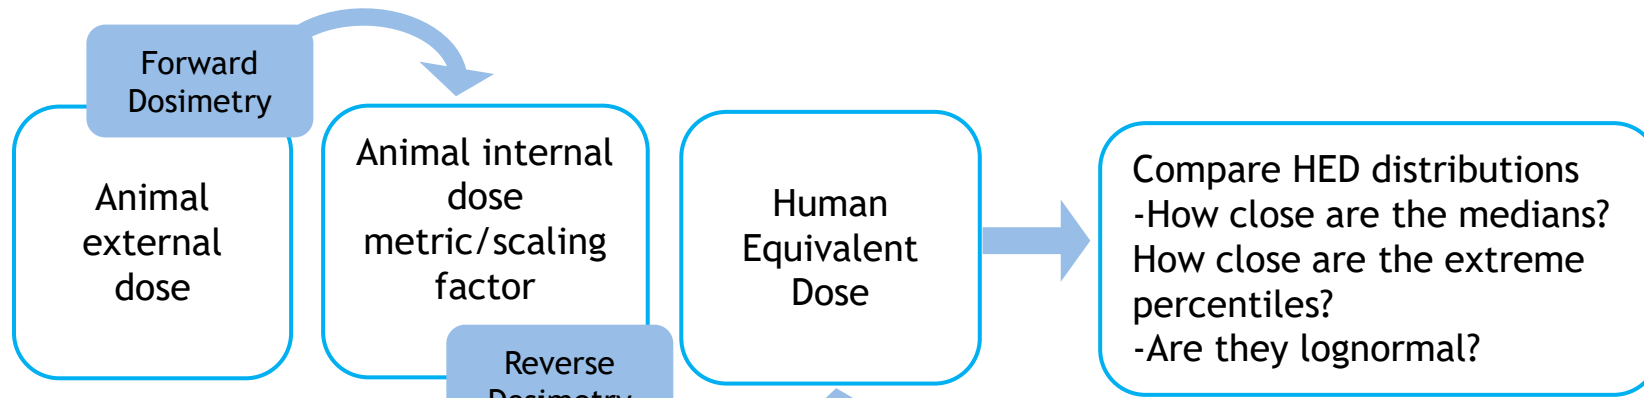 Forward
Dosimetry
Animal
external
dose
Animal internal
dose
metric/scaling
factor
Reverse
Dosimetry
Human
Equivalent
Dose
Compare HED distributions
-How close are the medians?
How close are the extreme
percentiles?
-Are they lognormal?